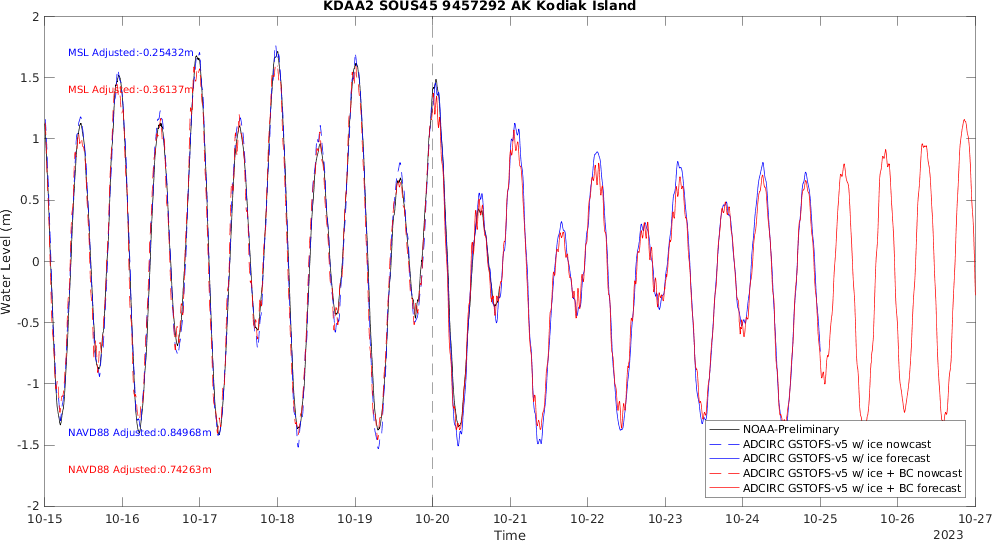 KDAA2 SOUS45 9457292 AK Kodiak Island
2
1.5
1
0.5
0
-0.5
-1
-1.5
-2
Water Level (m)
MSL Adjusted:-0.25432m
MSL Adjusted:-0.36137m
NAVD88 Adjusted:0.84968m
NAVD88 Adjusted:0.74263m
NOAA-Preliminary
ADCIRC GSTOFS-v5 w/ ice nowcast
ADCIRC GSTOFS-v5 w/ ice forecast
ADCIRC GSTOFS-v5 w/ ice + BC nowcast
ADCIRC GSTOFS-v5 w/ ice + BC forecast
10-15 10-16 10-17 10-18 10-19 10-20 10-21 10-22 10-23 10-24 10-25 10-26 10-27
Time
2023